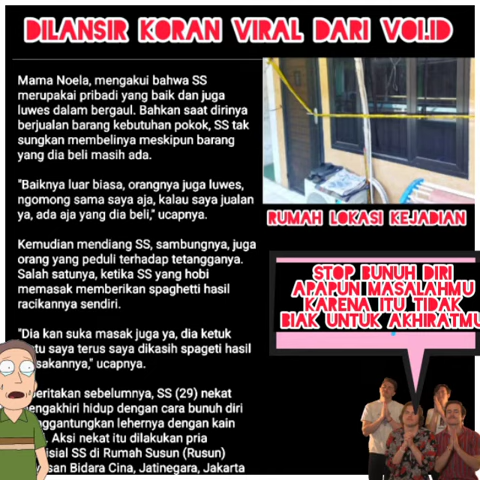 DILANSIR KORAN VIRAL DARI VOI.ID
Mama Noela, mengakui bahwa SS
merupakai pribadi yang baik dan juga
luwes dalam bergaul. Bahkan saat dirinya
berjualan barang kebutuhan pokok, SS tak
sungkan membelinya meskipun barang
yang dia beli masih ada.
"Baiknya luar biasa, orangnya juga luwes,
ngomong sama saya aja, kalau saya jualan
ya, ada aja yang dia beli," ucapnya.
Kemudian mendiang SS, sambungnya, juga
orang yang peduli terhadap tetangganya.
Salah satunya, ketika SS yang hobi
memasak memberikan spaghetti hasil
racikannya sendiri.
"Dia kan suka masak juga ya, dia ketuk
saya terus saya dikasih spageti hasil
ucapnya.
sebelumnya, SS (29) nekat
hidup dengan cara bunuh diri
lehernya dengan kain
Aksi nekat itu dilakukan pria
SS di Rumah Susun (Rusun)
Bidara Cina, Jatinegara, Jakarta
RUMAH LOKASI KEJADIAN
STOP BUNUH DIRI
APAPUN MASALAHMU
KARENA ITU TIDAK
BIAK UNTUK AKHIRATMU